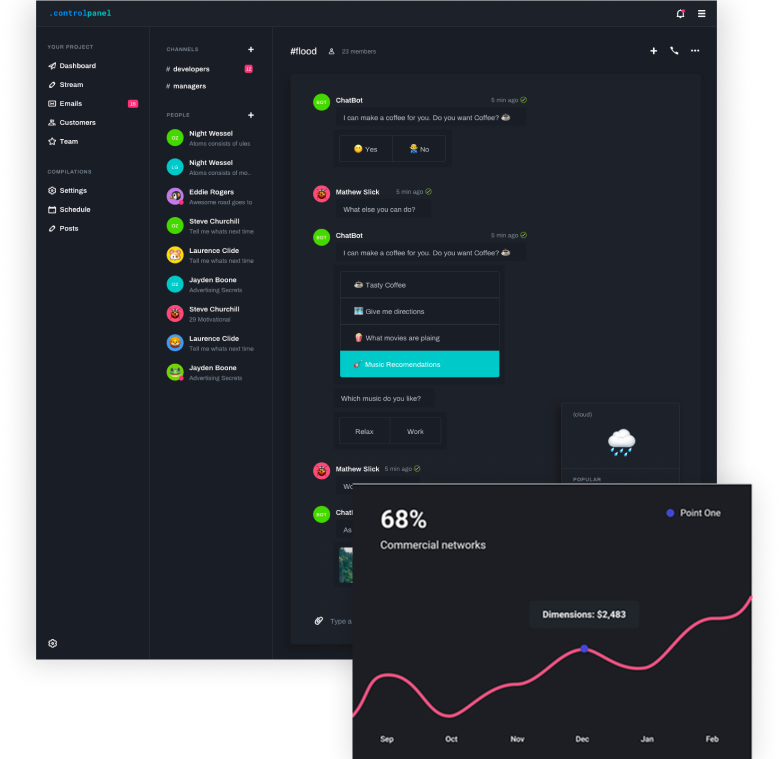 .controlpanel
YOUR PROJECT
Dashboard
Stream
Emails
Customers
Team
COMPILATIONS
Settings
Schedule
Posts
CHANNELS +
# developers
# managers
PEOPLE +
OZ
Night Wessel
Atoms consist of
Night Wessel
Atoms consists of mo..
Eddie Rogers
Awesome road goes to
OZ
Steve Churchill
Tell me whats next time
Laurence Clide
Tell me whats next time
Jayden Boone
Advertising Secrets
Steve Churchill
29 Motivational
Laurence Clide
Tell me whats next time
Jayden Boone
Advertising Secrets
#flood 23 members
BOT
ChatBot 5 min ago
I can make a coffee for you. Do you want Coffee?
Yes No
Mathew Slick 5 min ago
What else you can do?
BOT
ChatBot 5 min ago
I can make a coffee for you. Do you want Coffee?
Tasty Coffee
Give me directions
What movies are plaing
Music Recomendations
Which music do you like?
Relax Work
Mathew Slick 5 min ago
Wo
BOT
Chat
As
Type a
(cloud)
POPULAR
68%
Commercial networks
Point One
Dimensions: $2,483
Sep Oct Nov Dec Jan Feb